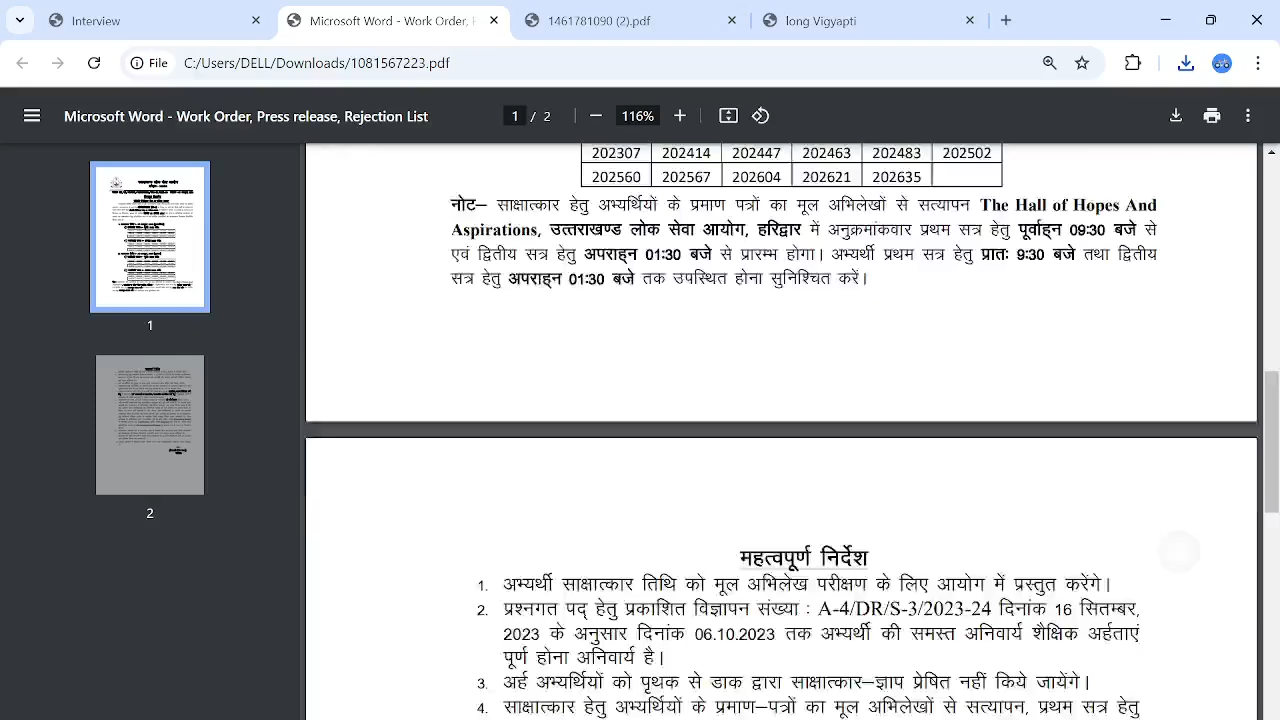 Interview
Microsoft Word - Work Order,
1461781090 (2).pdf
long Vigyapti
File
C:/Users/DELL/Downloads/1081567223.pdf
Microsoft Word - Work Order, Press release, Rejection List
1 / 2
116%
202307 202414 202447 202463 202483 202502
202560 202567 202604 202621 202635
नोट– साक्षात्कार हेतु अभ्यर्थियों के प्रमाण पत्रों का मूल अभिलेखों से सत्यापन The Hall of Hopes And
Aspirations, उत्तराखण्ड लोक सेवा आयोग, हरिद्वार में अनुक्रमांकवार प्रथम सत्र हेतु पूर्वाह्न 09:30 बजे से
एवं द्वितीय सत्र हेतु अपराह्न 01:30 बजे से प्रारम्भ होगा। अभ्यर्थी प्रथम सत्र हेतु प्रातः 9:30 बजे तथा द्वितीय
सत्र हेतु अपराह्न 01:30 बजे तक उपस्थित होना सुनिश्चित करें।
महत्वपूर्ण निर्देश
1. अभ्यर्थी साक्षात्कार तिथि को मूल अभिलेख परीक्षण के लिए आयोग में प्रस्तुत करेंगे।
2. प्रश्नगत पद् हेतु प्रकाशित विज्ञापन संख्या : A-4/DR/S-3/2023-24 दिनांक 16 सितम्बर,
2023 के अनुसार दिनांक 06.10.2023 तक अभ्यर्थी की समस्त अनिवार्य शैक्षिक अर्हताएं
पूर्ण होना अनिवार्य है।
3. अर्ह अभ्यर्थियों को पृथक से डाक द्वारा साक्षात्कार–ज्ञाप प्रेषित नहीं किये जायेंगे।
4. साक्षात्कार हेतु अभ्यर्थियों के प्रमाण–पत्रों का मूल अभिलेखों से सत्यापन, प्रथम सत्र हेतु
1
2